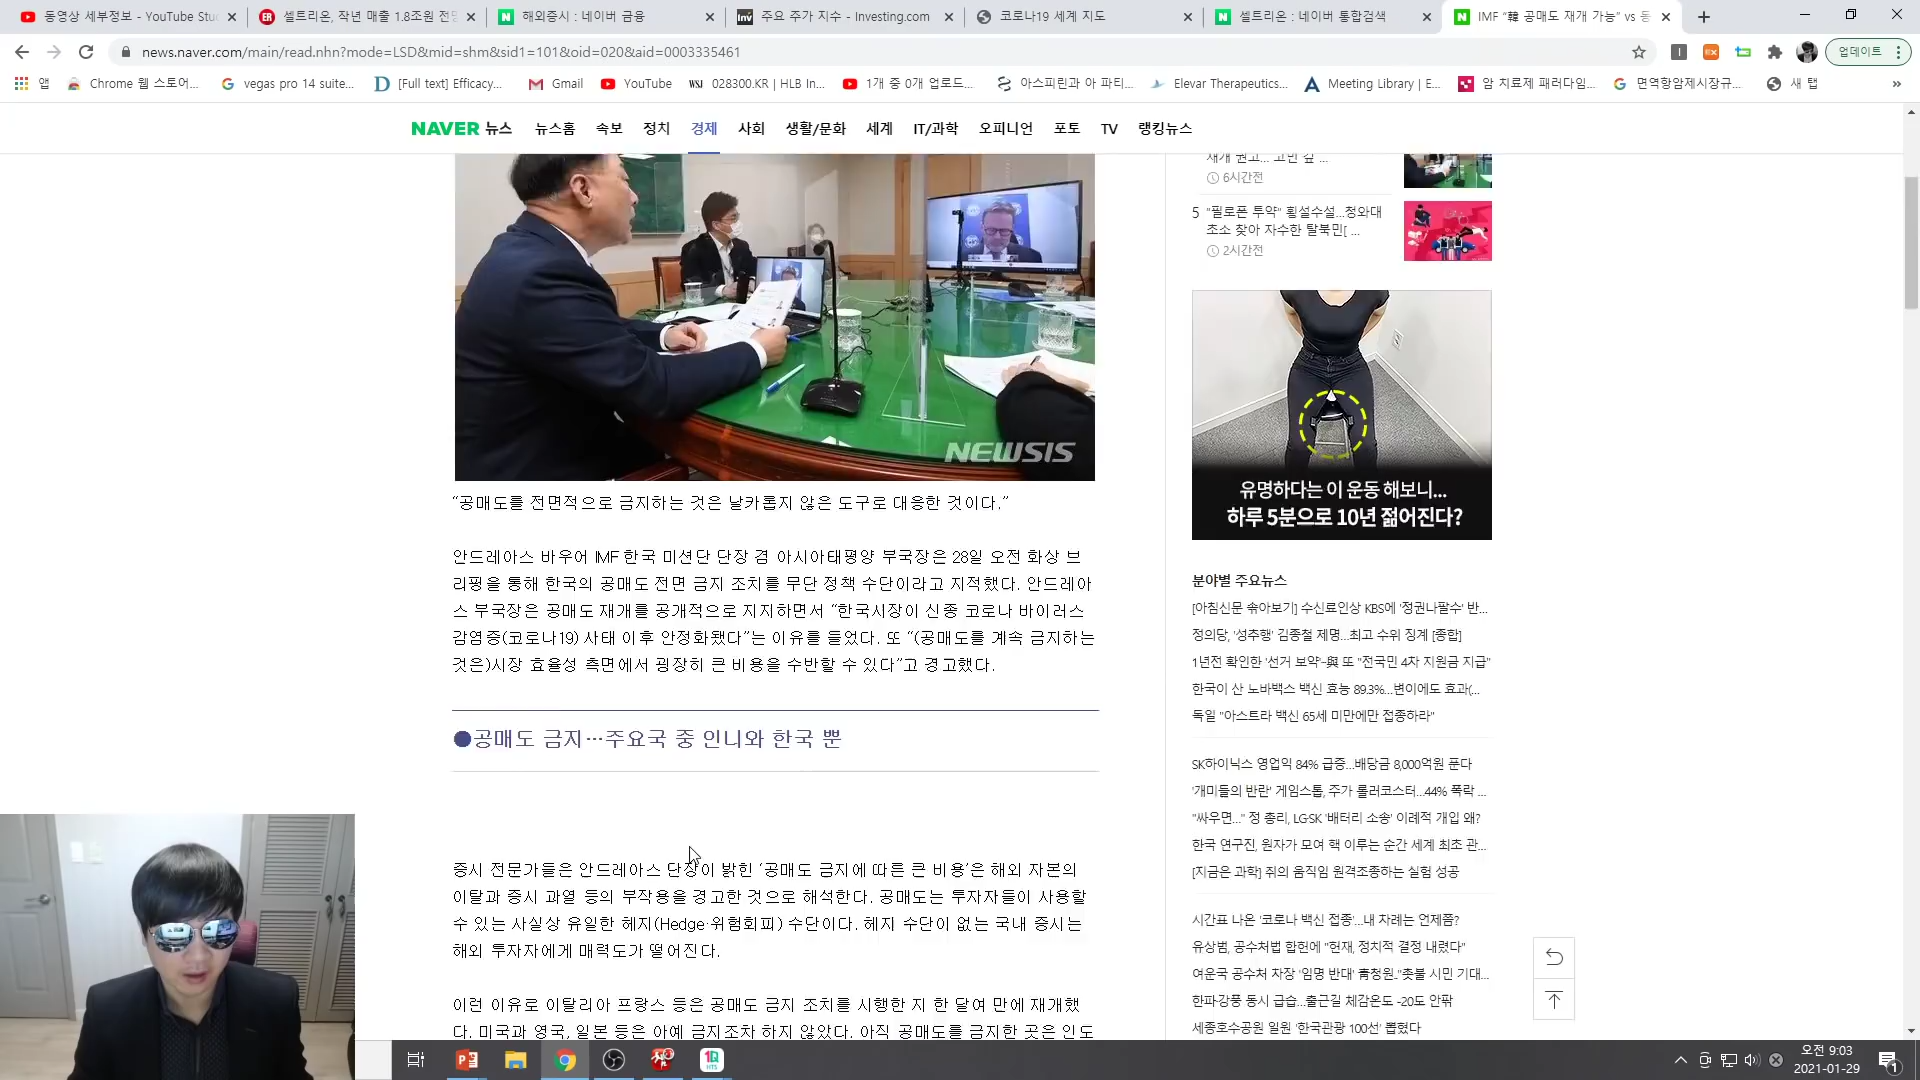 동영상 세부정보 - YouTube Stu
셀트리온, 작년 매출 1.8조원 전망
해외증시 : 네이버 금융
주요 주가 지수 - Investing.com
코로나19 세계 지도
셀트리온 : 네이버 통합검색
IMF “韓 공매도 재개 가능” vs 동
news.naver.com/main/read.nhn?mode=LSD&mid=shm&sid1=101&oid=020&aid=0003335461
업데이트
앱
Chrome 웹 스토어...
vegas pro 14 suite...
[Full text] Efficacy...
Gmail
YouTube
WSJ 028300.KR | HLB In...
1개 중 0개 업로드...
아스피린과 아 파티...
Elevar Therapeutics...
Meeting Library | E...
암 치료제 패러다임...
면역항암제시장규...
새 탭
NAVER 뉴스
뉴스홈 속보 정치 경제 사회 생활/문화 세계 IT/과학 오피니언 포토 TV 랭킹뉴스
NEWSIS
“공매도를 전면적으로 금지하는 것은 날카롭지 않은 도구로 대응한 것이다.”
안드레아스 바우어 IMF 한국 미션단 단장 겸 아시아태평양 부국장은 28일 오전 화상 브
리핑을 통해 한국의 공매도 전면 금지 조치를 무딘 정책 수단이라고 지적했다. 안드레아
스 부국장은 공매도 재개를 공개적으로 지지하면서 “한국시장이 신종 코로나 바이러스
감염증(코로나19) 사태 이후 안정화됐다”는 이유를 들었다. 또 “(공매도를 계속 금지하는
것은)시장 효율성 측면에서 굉장히 큰 비용을 수반할 수 있다”고 경고했다.
●공매도 금지…주요국 중 인니와 한국 뿐
증시 전문가들은 안드레아스 단장이 밝힌 ‘공매도 금지에 따른 큰 비용’은 해외 자본의
이탈과 증시 과열 등의 부작용을 경고한 것으로 해석한다. 공매도는 투자자들이 사용할
수 있는 사실상 유일한 헤지(Hedge·위험회피) 수단이다. 헤지 수단이 없는 국내 증시는
해외 투자자에게 매력도가 떨어진다.
이런 이유로 이탈리아 프랑스 등은 공매도 금지 조치를 시행한 지 한 달여 만에 재개했
다. 미국과 영국, 일본 등은 아예 금지조차 하지 않았다. 아직 공매도를 금지한 곳은 인도
재개 권고... 고민 깊 ...
6시간전
5 "필로폰 투약" 횡설수설...청와대
초소 찾아 자수한 탈북민[ ...
2시간전
유명하다는 이 운동 해보니...
하루 5분으로 10년 젊어진다?
분야별 주요뉴스
[아침신문 솎아보기] 수신료인상 KBS에 '정권나팔수' 반...
정의당, '성추행' 김종철 제명...최고 수위 징계 [종합]
1년전 확인한 '선거 보약'–與 또 "전국민 4차 지원금 지급"
한국이 산 노바백스 백신 효능 89.3%...변이에도 효과(...
독일 "아스트라 백신 65세 미만에만 접종하라"
SK하이닉스 영업익 84% 급증...배당금 8,000억원 푼다
'개미들의 반란' 게임스톱, 주가 롤러코스터...44% 폭락 ...
"싸우면..." 정 총리, LG·SK '배터리 소송' 이례적 개입 왜?
한국 연구진, 원자가 모여 핵 이루는 순간 세계 최초 관...
[지금은 과학] 쥐의 움직임 원격조종하는 실험 성공
시간표 나온 '코로나 백신 접종'...내 차례는 언제쯤?
유상범, 공수처법 합헌에 "헌재, 정치적 결정 내렸다"
여운국 공수처 차장 '임명 반대' 靑청원.."촛불 시민 기대...
한파·강풍 동시 급습...출근길 체감온도 -20도 안팎
세종호수공원 일원 '한국관광 100선' 뽑혔다
오전 9:03
2021-01-29